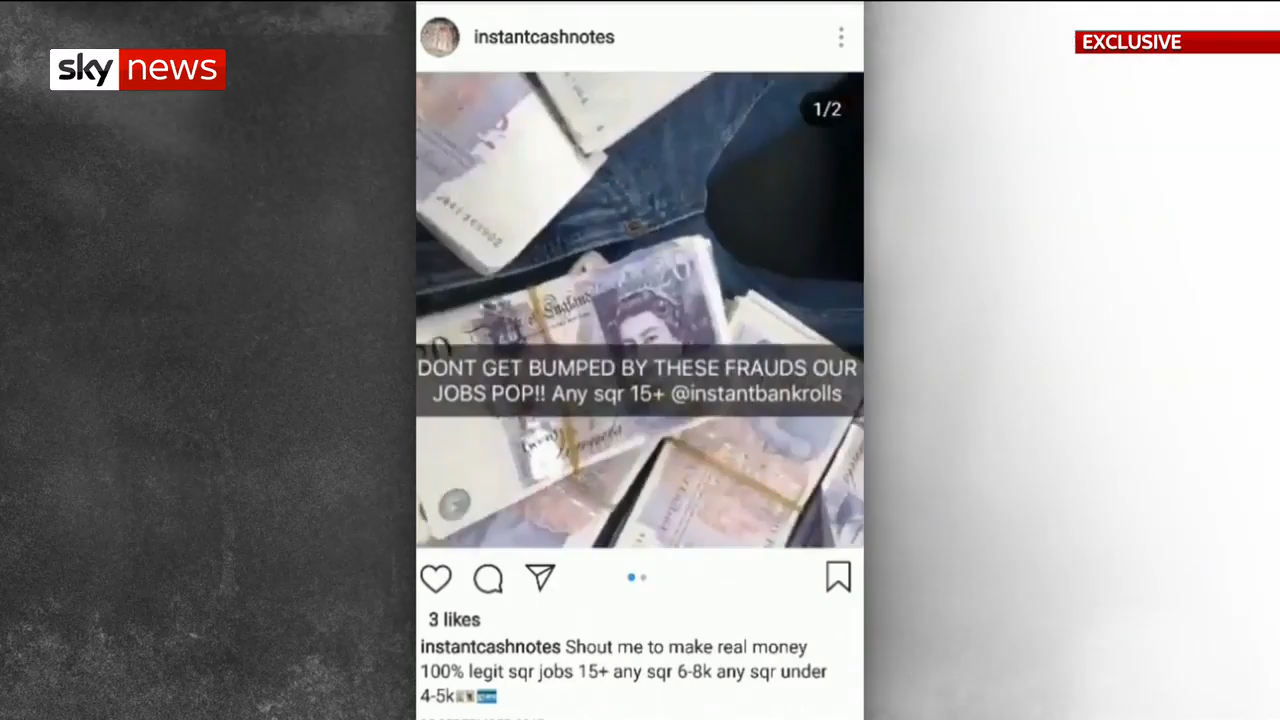 sky news
EXCLUSIVE
instantcashnotes
1/2
of England
DONT GET BUMPED BY THESE FRAUDS OUR
JOBS POP!! Any sqr 15+ @instantbankrolls
3 likes
instantcashnotes Shout me to make real money
100% legit sqr jobs 15+ any sqr 6-8k any sqr under
4-5k